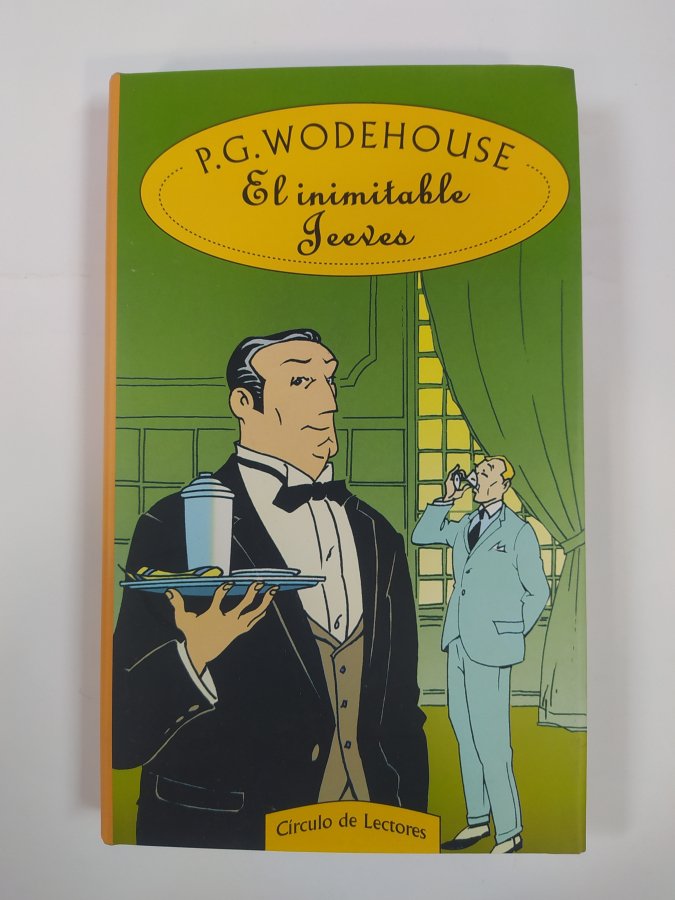 P.G. WODEHOUSE
El inimitable
Jeeves
Círculo de Lectores